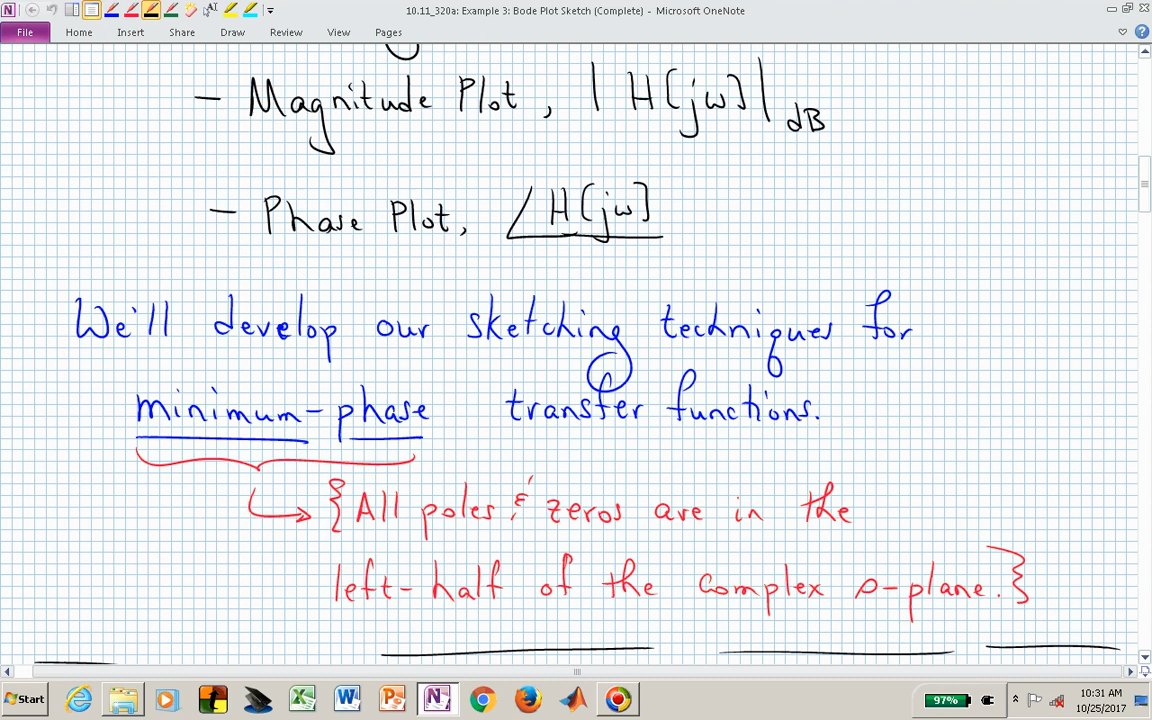 10.11_320a: Example 3: Bode Plot Sketch (Complete) - Microsoft OneNote
File Home Insert Share Draw Review View Pages
- Magnitude Plot, |H(jω)|dB
- Phase Plot, ∠H(jω)
We'll develop our sketching techniques for
minimum-phase transfer functions.
{All poles & zeros are in the
left-half of the complex s-plane.}
Start
97%
10:31 AM
10/25/2017